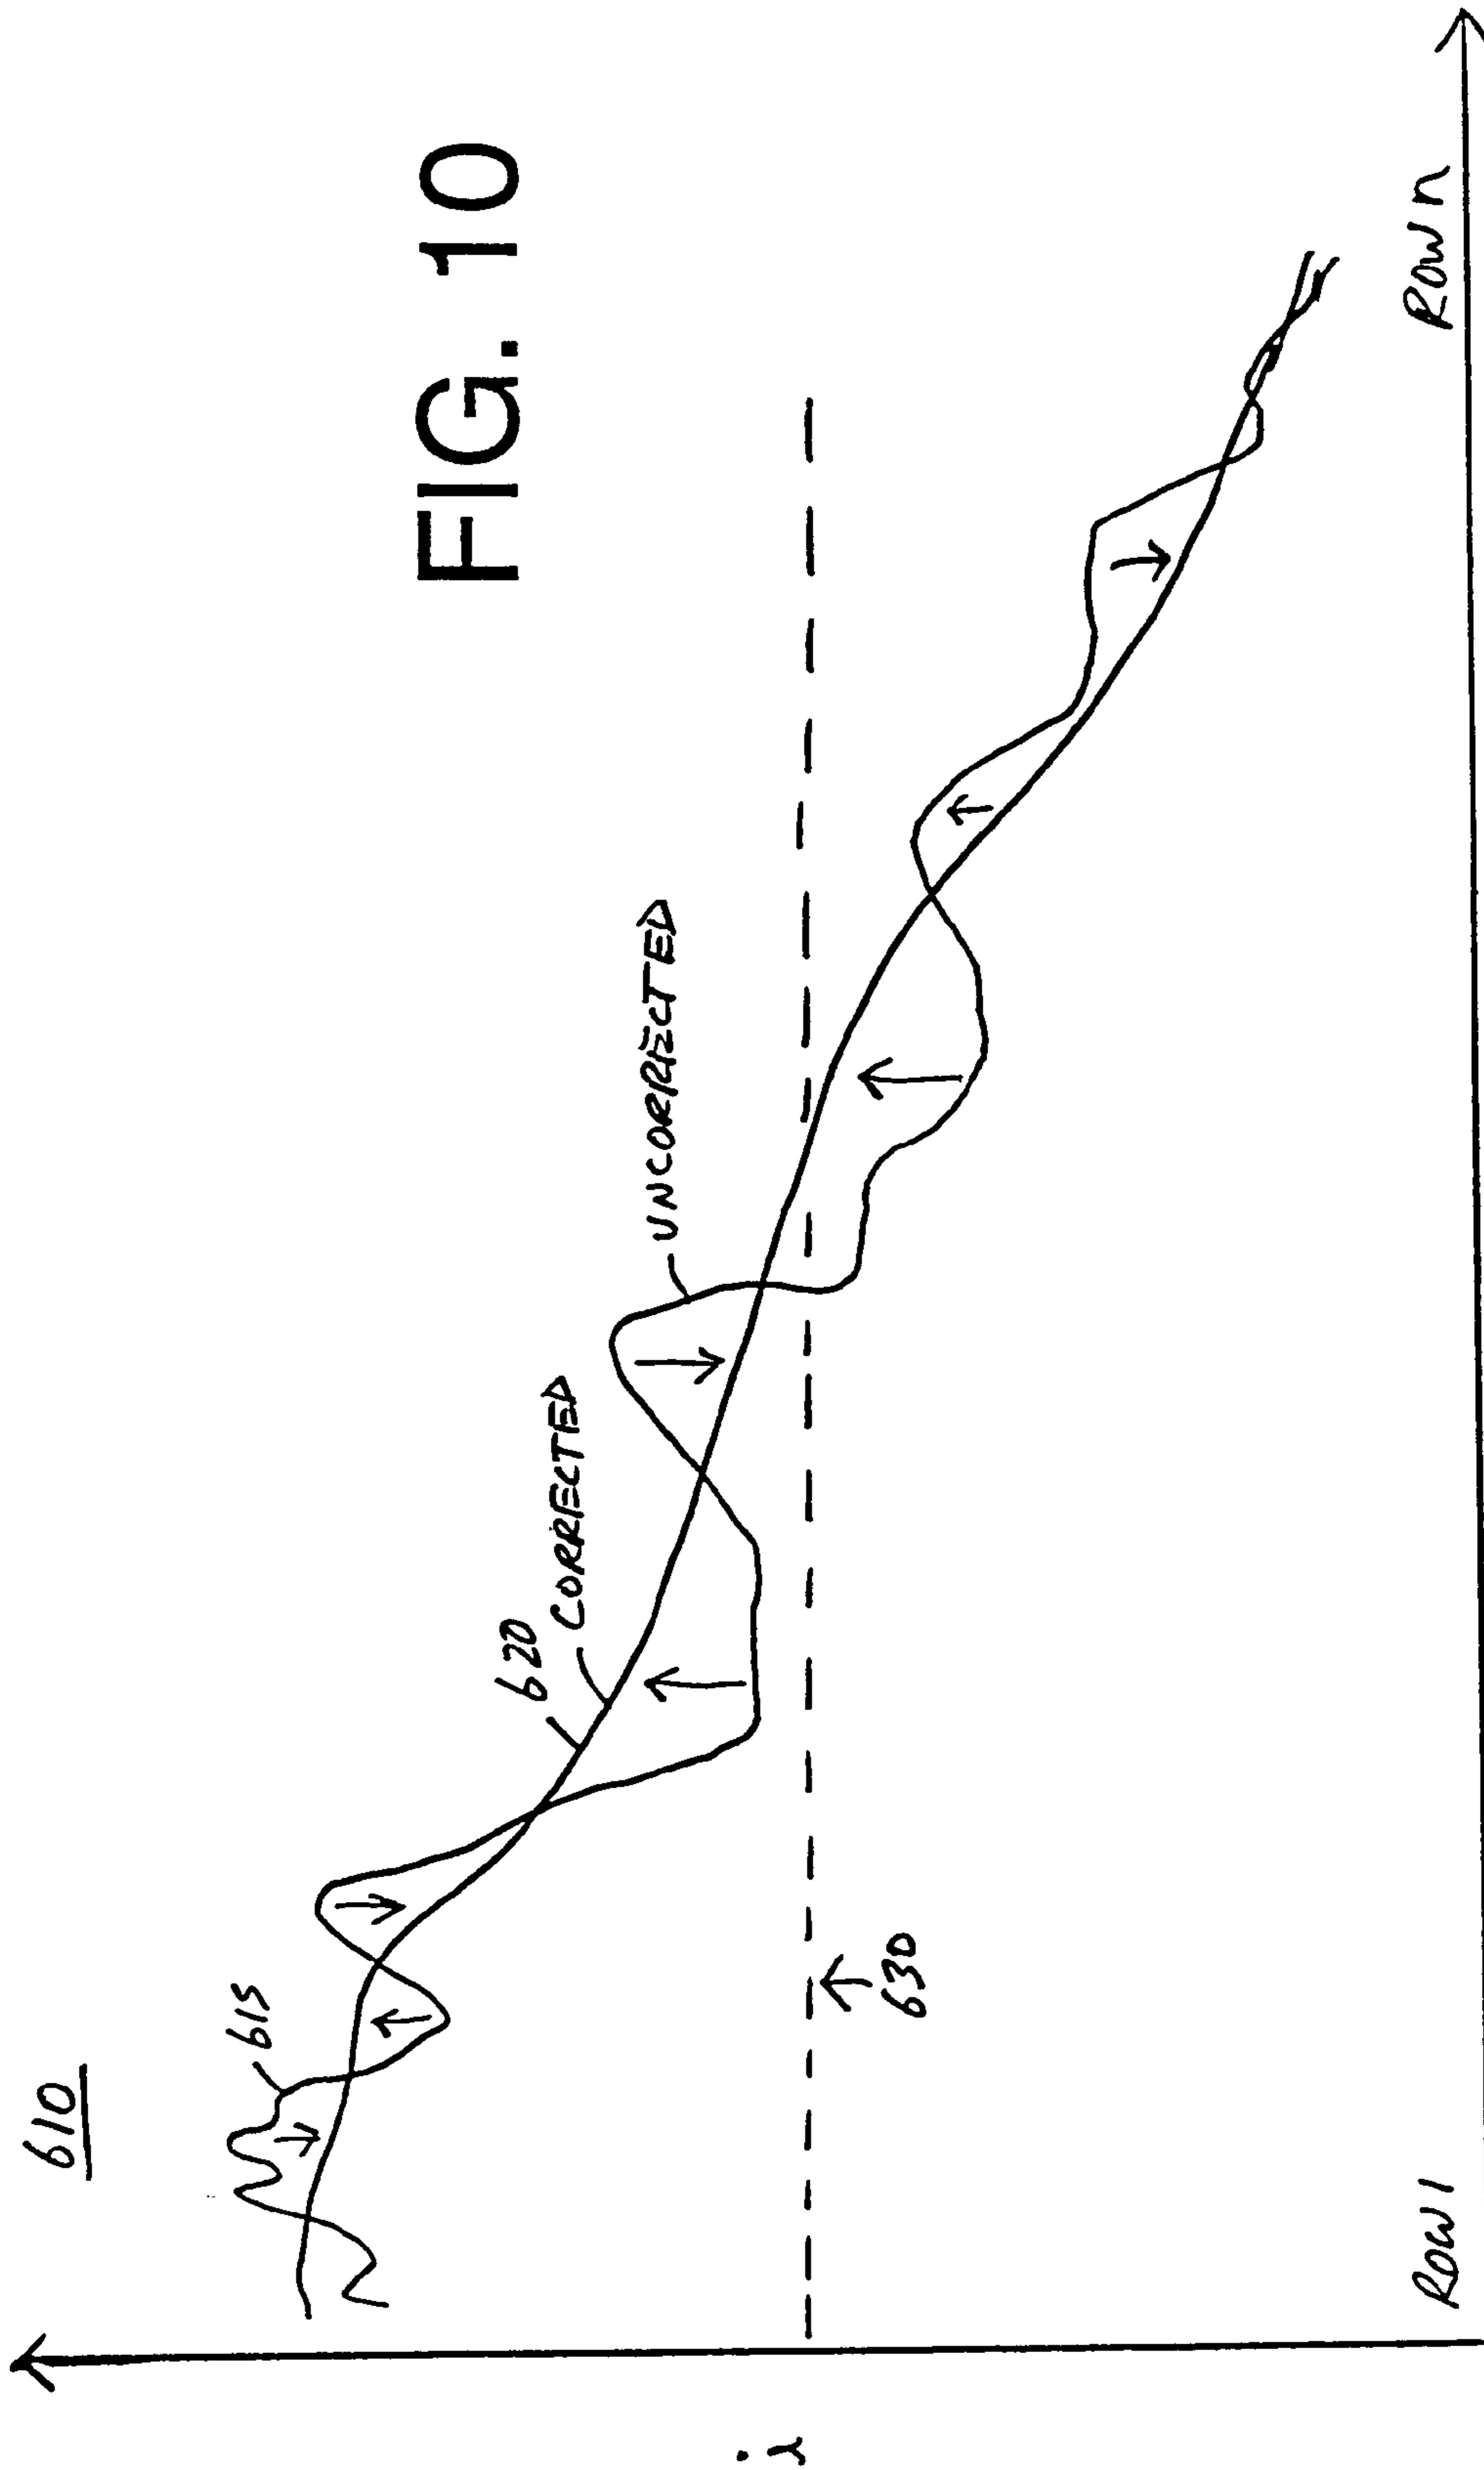 610
FIG. 10
615
620
CORRECTED
UNCORRECTED
630
i
ROW 1
ROW n